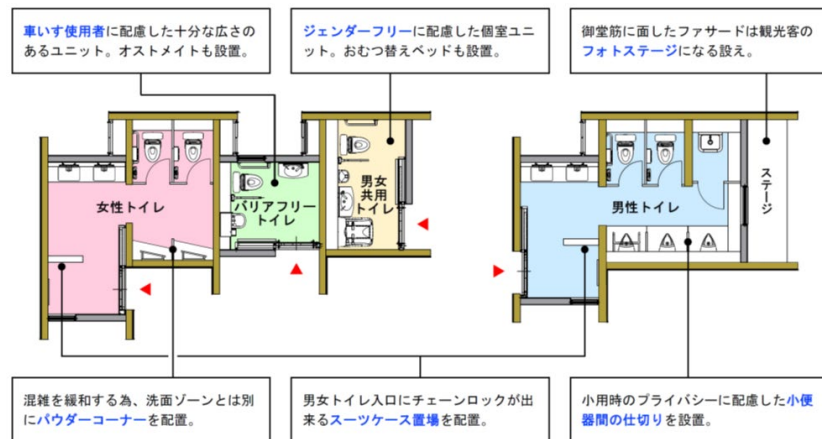 車いす使用者に配慮した十分な広さの
あるユニット。オストメイトも設置。
ジェンダーフリーに配慮した個室ユニ
ット。おむつ替えベッドも設置。
御堂筋に面したファサードは観光客の
フォトステージになる設え。
女性トイレ
バリアフリー
トイレ
男女
共用
トイレ
男性トイレ
ステージ
混雑を緩和する為、洗面ゾーンとは別
にパウダーコーナーを配置。
男女トイレ入口にチェーンロックが出
来るスーツケース置場を配置。
小用時のプライバシーに配慮した小便
器間の仕切りを設置。